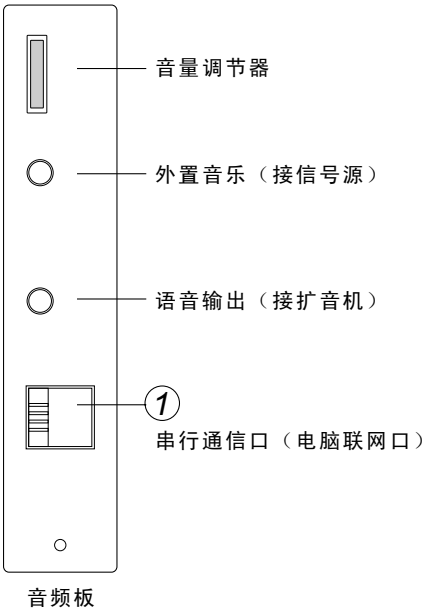 音量调节器
外置音乐（接信号源）
语音输出（接扩音机）
1
串行通信口（电脑联网口）
音频板